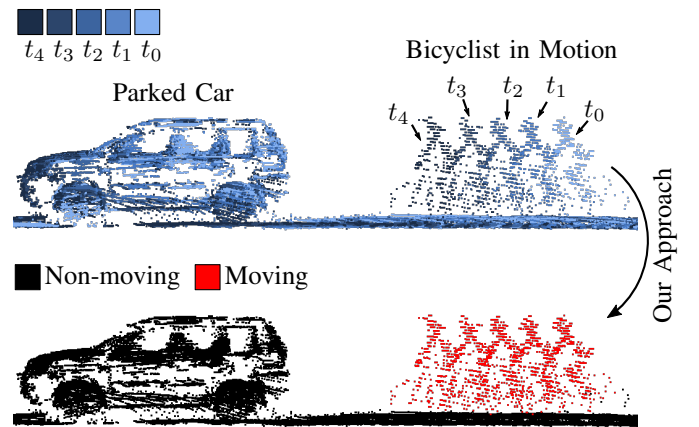 t₄ t₃ t₂ t₁ t₀
Bicyclist in Motion
Parked Car
t₄
t₃
t₂
t₁
t₀
Our Approach
Non-moving Moving